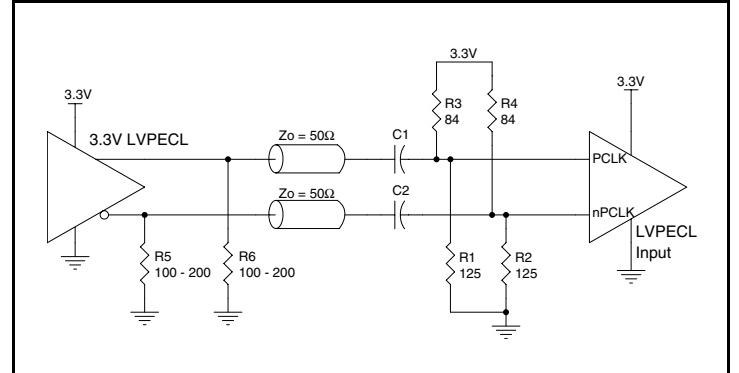 3.3V
3.3V LVPECL
Zo = 50Ω
Zo = 50Ω
C1
C2
3.3V
R3
84
R4
84
3.3V
PCLK
nPCLK
LVPECL
Input
R5
100 - 200
R6
100 - 200
R1
125
R2
125